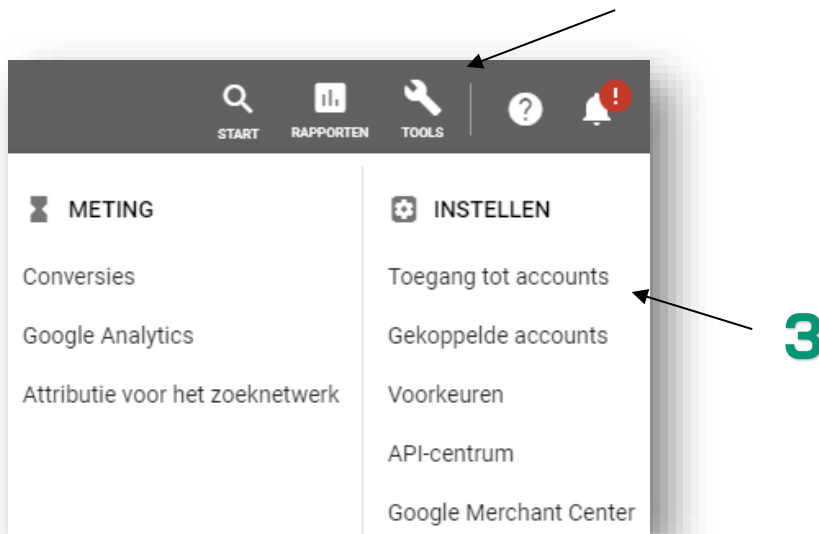 START RAPPORTEN TOOLS ? !
METING
Conversies
Google Analytics
Attributie voor het zoeknetwerk
INSTELLEN
Toegang tot accounts
Gekoppelde accounts
Voorkeuren
API-centrum
Google Merchant Center
3